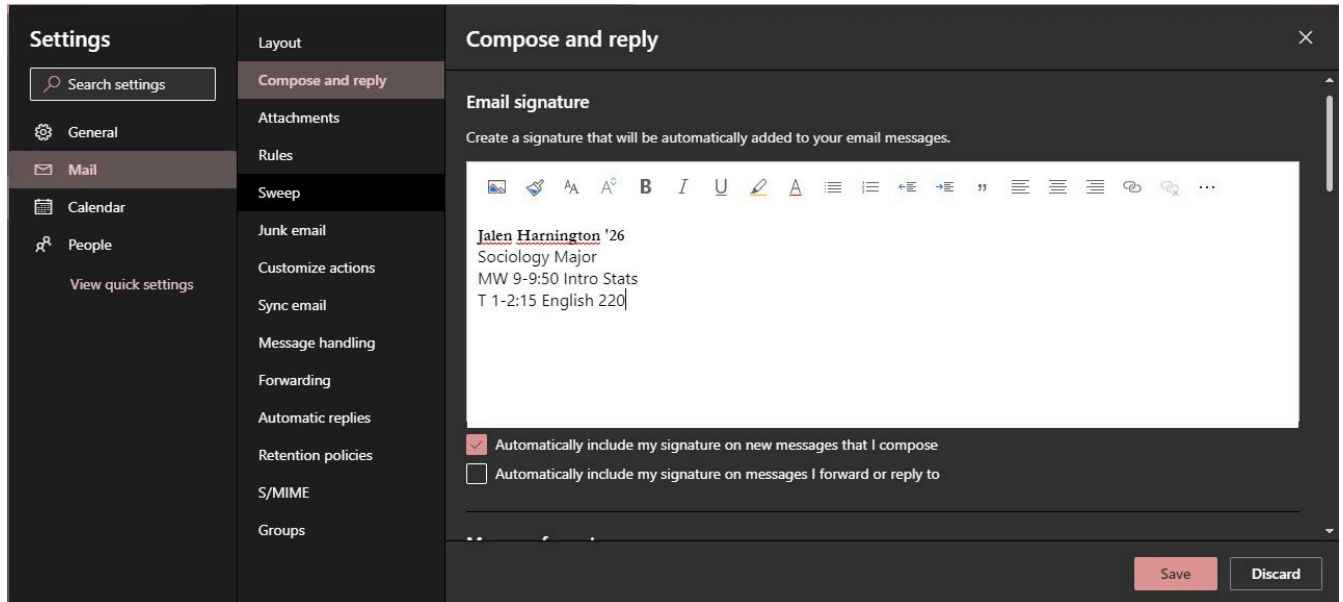 Settings
Search settings
General
Mail
Calendar
People
View quick settings
Layout
Compose and reply
Attachments
Rules
Sweep
Junk email
Customize actions
Sync email
Message handling
Forwarding
Automatic replies
Retention policies
S/MIME
Groups
Compose and reply
Email signature
Create a signature that will be automatically added to your email messages.
Jalen Harnington '26
Sociology Major
MW 9-9:50 Intro Stats
T 1-2:15 English 220
Automatically include my signature on new messages that I compose
Automatically include my signature on messages I forward or reply to
Save
Discard